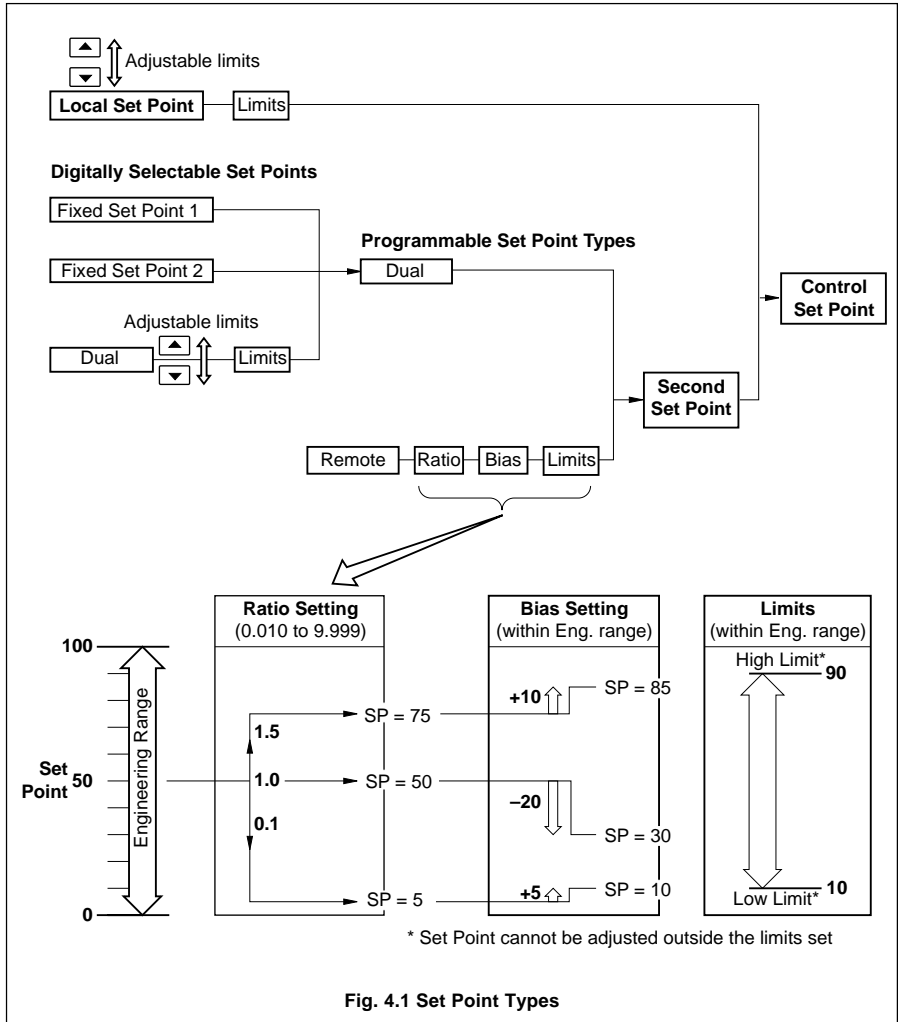 Adjustable limits
Local Set Point
Limits
Digitally Selectable Set Points
Fixed Set Point 1
Programmable Set Point Types
Fixed Set Point 2
Dual
Control
Set Point
Adjustable limits
Dual
Limits
Second
Set Point
Remote
Ratio
Bias
Limits
Ratio Setting
(0.010 to 9.999)
Bias Setting
(within Eng. range)
Limits
(within Eng. range)
100
Engineering Range
Set
Point
50
0
1.5
1.0
0.1
SP = 75
SP = 50
SP = 5
+10
SP = 85
–20
SP = 30
+5
SP = 10
High Limit*
90
10
Low Limit*
* Set Point cannot be adjusted outside the limits set
Fig. 4.1 Set Point Types